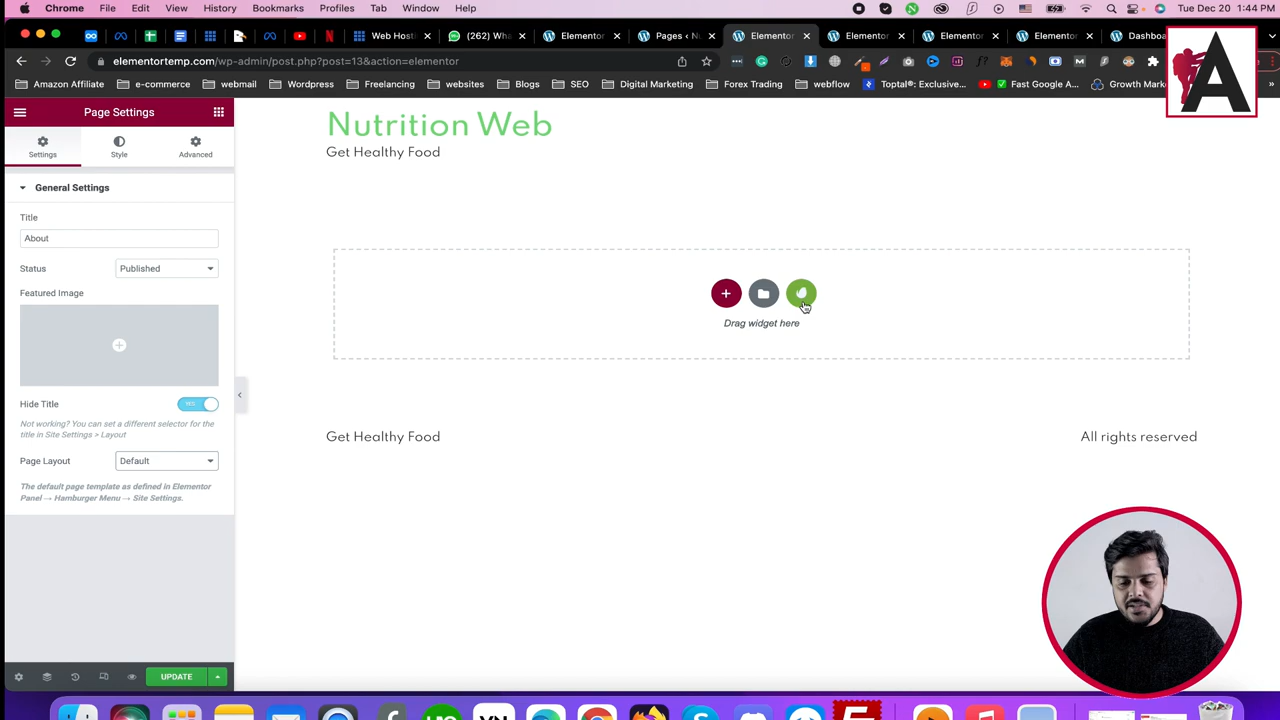 Chrome File Edit View History Bookmarks Profiles Tab Window Help Tue Dec 20 1:44 PM
Web Hosti (262) Wha Elementor Pages ‹ Nu Elementor Elementor Elementor Elementor Dashbo
elementortemp.com/wp-admin/post.php?post=13&action=elementor
Amazon Affiliate e-commerce webmail Wordpress Freelancing websites Blogs SEO Digital Marketing Forex Trading webflow Toptal®: Exclusive... Fast Google A... Growth Mark
A
Page Settings
Settings Style Advanced
General Settings
Title
About
Status Published
Featured Image
Hide Title YES
Not working? You can set a different selector for the
title in Site Settings > Layout
Page Layout Default
The default page template as defined in Elementor
Panel → Hamburger Menu → Site Settings.
UPDATE
Nutrition Web
Get Healthy Food
Drag widget here
Get Healthy Food All rights reserved